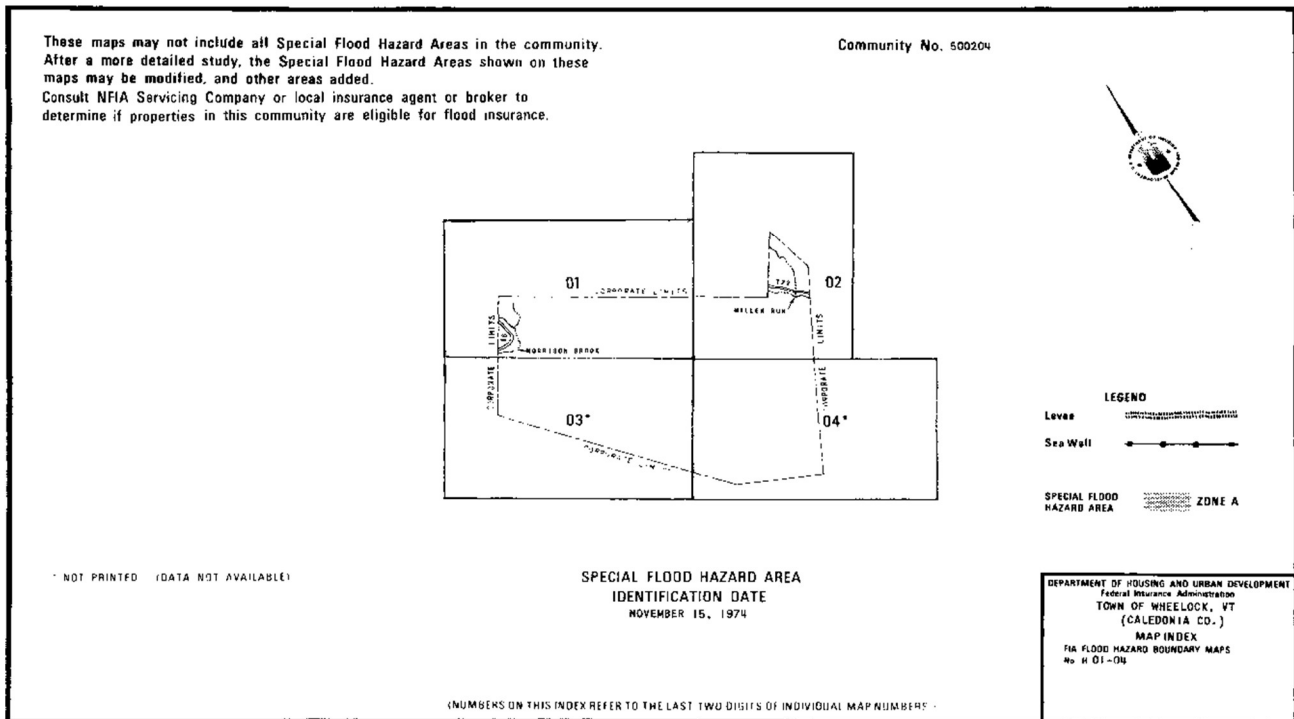 These maps may not include all Special Flood Hazard Areas in the community.
After a more detailed study, the Special Flood Hazard Areas shown on these
maps may be modified, and other areas added.
Consult NFIA Servicing Company or local insurance agent or broker to
determine if properties in this community are eligible for flood insurance.
Community No. 500204
01
CORPORATE LIMITS
T22
02
MILLER RUN
LIMITS
CORPORATE
LIMITS
CORPORATE
16
MORRISON BROOK
03*
04*
CORPORATE LIM
LEGEND
Levee
Sea Wall
SPECIAL FLOOD
HAZARD AREA
ZONE A
* NOT PRINTED (DATA NOT AVAILABLE)
SPECIAL FLOOD HAZARD AREA
IDENTIFICATION DATE
NOVEMBER 15, 1974
DEPARTMENT OF HOUSING AND URBAN DEVELOPMENT
Federal Insurance Administration
TOWN OF WHEELOCK, VT
(CALEDONIA CO.)
MAP INDEX
FIA FLOOD HAZARD BOUNDARY MAPS
No H 01-04
(NUMBERS ON THIS INDEX REFER TO THE LAST TWO DIGITS OF INDIVIDUAL MAP NUMBERS